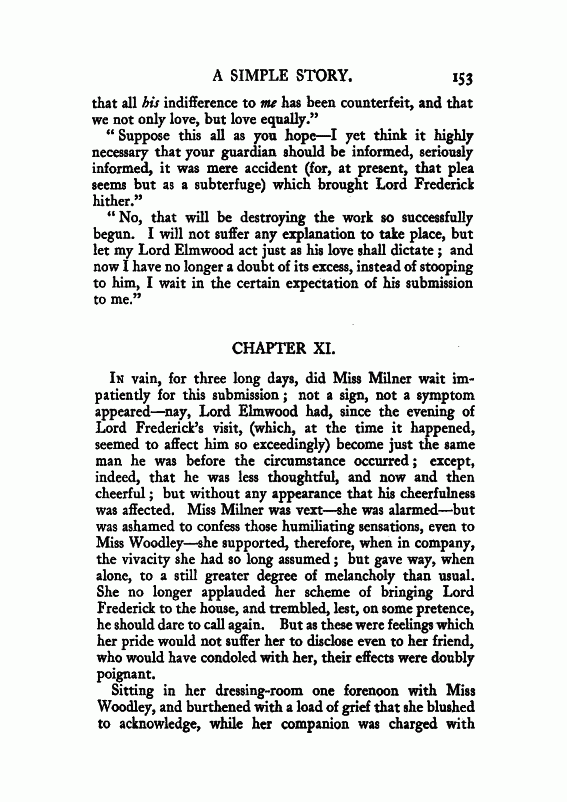 A SIMPLE STORY. 153
that all his indifference to me has been counterfeit, and that
we not only love, but love equally.”
“ Suppose this all as you hope—I yet think it highly
necessary that your guardian should be informed, seriously
informed, it was mere accident (for, at present, that plea
seems but as a subterfuge) which brought Lord Frederick
hither.”
“ No, that will be destroying the work so successfully
begun. I will not suffer any explanation to take place, but
let my Lord Elmwood act just as his love shall dictate ; and
now I have no longer a doubt of its excess, instead of stooping
to him, I wait in the certain expectation of his submission
to me.”
CHAPTER XI.
In vain, for three long days, did Miss Milner wait im-
patiently for this submission ; not a sign, not a symptom
appeared—nay, Lord Elmwood had, since the evening of
Lord Frederick’s visit, (which, at the time it happened,
seemed to affect him so exceedingly) become just the same
man he was before the circumstance occurred ; except,
indeed, that he was less thoughtful, and now and then
cheerful ; but without any appearance that his cheerfulness
was affected. Miss Milner was vext—she was alarmed—but
was ashamed to confess those humiliating sensations, even to
Miss Woodley—she supported, therefore, when in company,
the vivacity she had so long assumed ; but gave way, when
alone, to a still greater degree of melancholy than usual.
She no longer applauded her scheme of bringing Lord
Frederick to the house, and trembled, lest, on some pretence,
he should dare to call again. But as these were feelings which
her pride would not suffer her to disclose even to her friend,
who would have condoled with her, their effects were doubly
poignant.
Sitting in her dressing-room one forenoon with Miss
Woodley, and burthened with a load of grief that she blushed
to acknowledge, while her companion was charged with